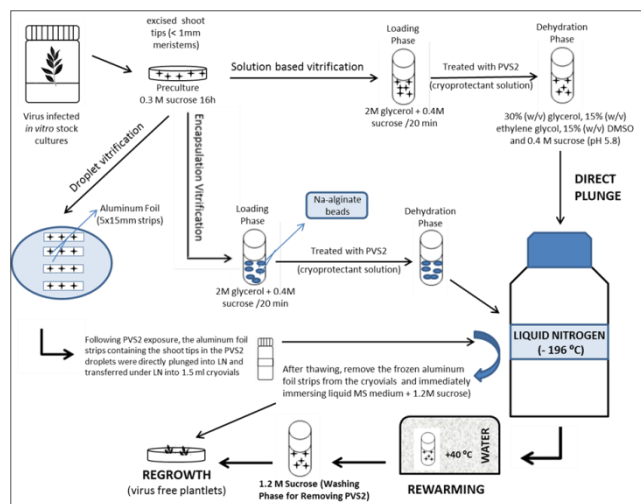 excised shoot
tips (< 1mm
meristems)
Preculture
0.3 M sucrose 16h
Virus infected
in vitro stock
cultures
Solution based vitrification
Loading
Phase
2M glycerol + 0.4M
sucrose /20 min
Treated with PVS2
(cryoprotectant solution)
Dehydration
Phase
30% (w/v) glycerol, 15% (w/v)
ethylene glycol, 15% (w/v) DMSO
and 0.4 M sucrose (pH 5.8)
DIRECT
PLUNGE
Droplet vitrification
Encapsulation Vitrification
Aluminum Foil
(5x15mm strips)
Na-alginate
beads
Loading
Phase
2M glycerol + 0.4M
sucrose /20 min
Treated with PVS2
(cryoprotectant solution)
Dehydration Phase
LIQUID NITROGEN
(- 196 ⁰C)
Following PVS2 exposure, the aluminum foil
strips containing the shoot tips in the PVS2
droplets were directly plunged into LN and
transferred under LN into 1.5 ml cryovials
After thawing, remove the frozen aluminum
foil strips from the cryovials and immediately
immersing liquid MS medium + 1.2M sucrose)
REGROWTH
(virus free plantlets)
1.2 M Sucrose (Washing
Phase for Removing PVS2)
+40 ⁰C
WATER
REWARMING